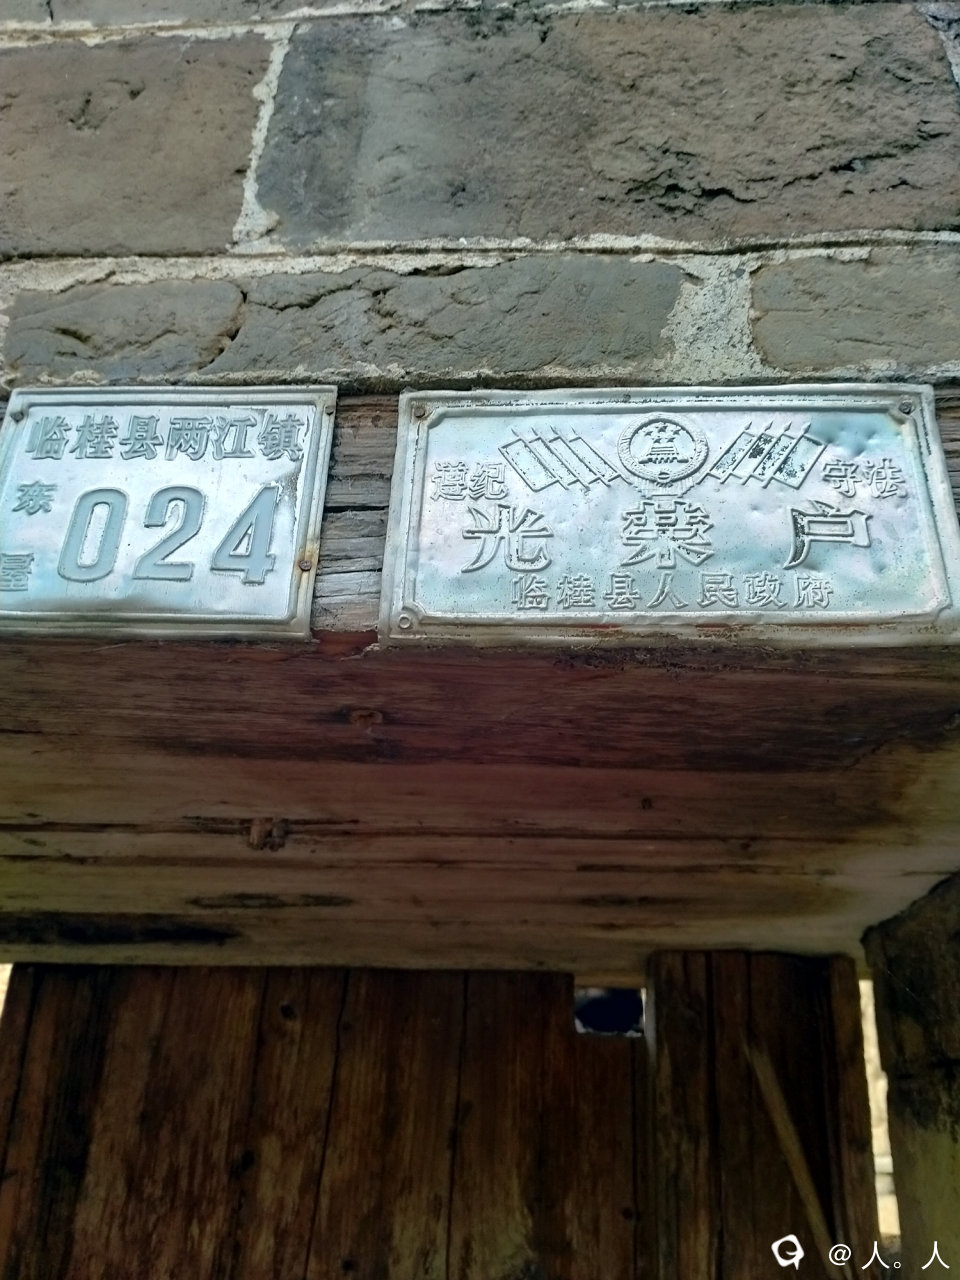 临桂县两江镇
东
024
遵纪
守法
光荣户
临桂县人民政府
@人。人